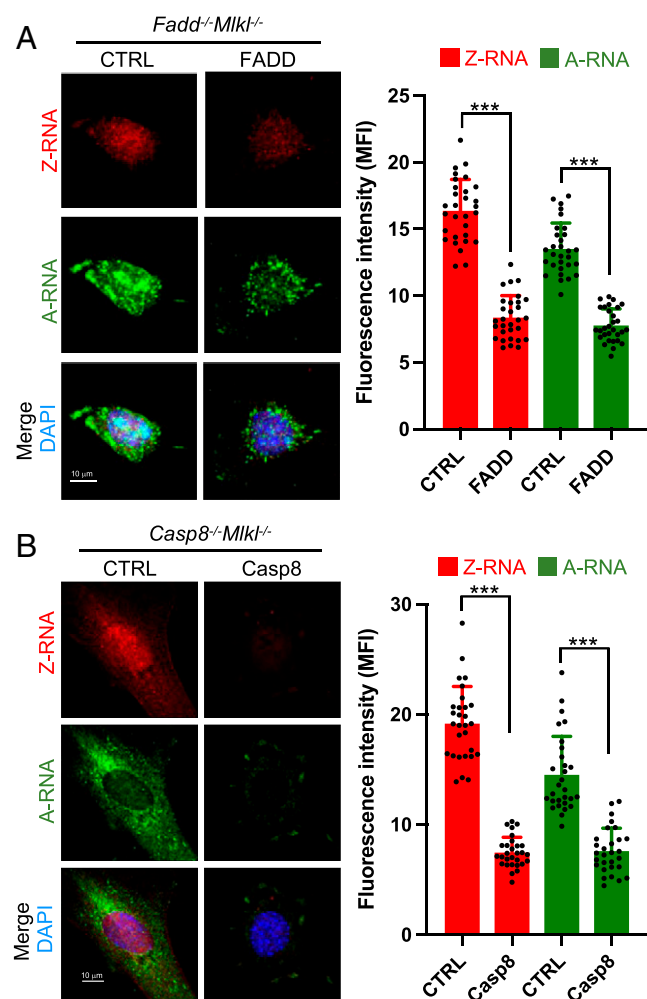 A
Fadd-/-Mlkl-/-
CTRL
FADD
Z-RNA
A-RNA
Merge
DAPI
10 μm
Z-RNA
A-RNA
Fluorescence intensity (MFI)
25
20
15
10
5
0
***
***
CTRL
FADD
CTRL
FADD
B
Casp8-/-Mlkl-/-
CTRL
Casp8
Z-RNA
A-RNA
Merge
DAPI
10 μm
Z-RNA
A-RNA
Fluorescence intensity (MFI)
30
20
10
0
***
***
CTRL
Casp8
CTRL
Casp8